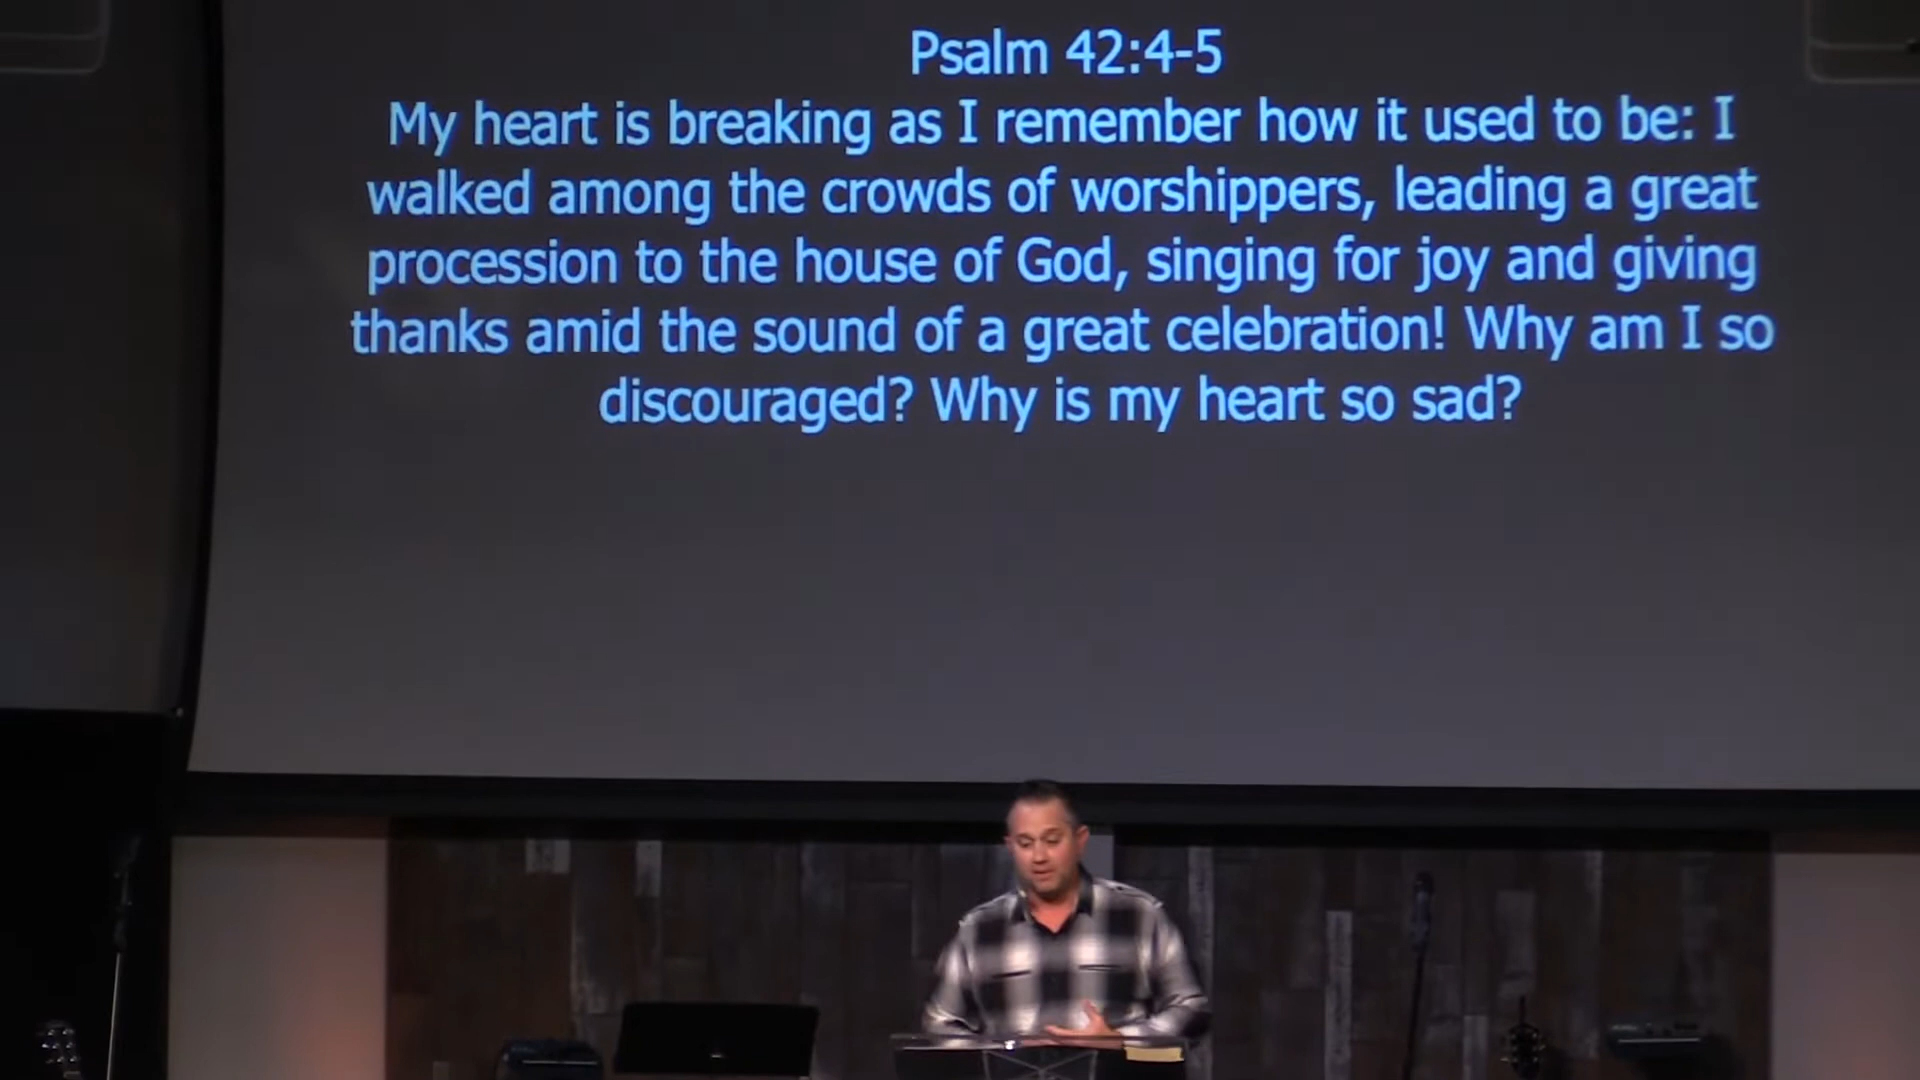 Psalm 42:4-5
My heart is breaking as I remember how it used to be: I
walked among the crowds of worshippers, leading a great
procession to the house of God, singing for joy and giving
thanks amid the sound of a great celebration! Why am I so
discouraged? Why is my heart so sad?